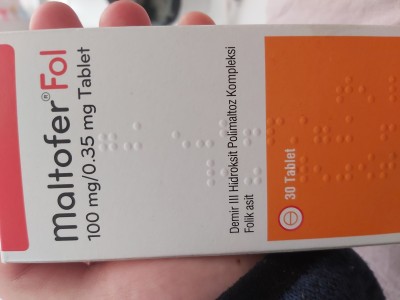 maltofer® Fol
100 mg/0.35 mg Tablet
Demir III Hidroksit Polimaltoz Kompleksi
Folik asit
30 Tablet